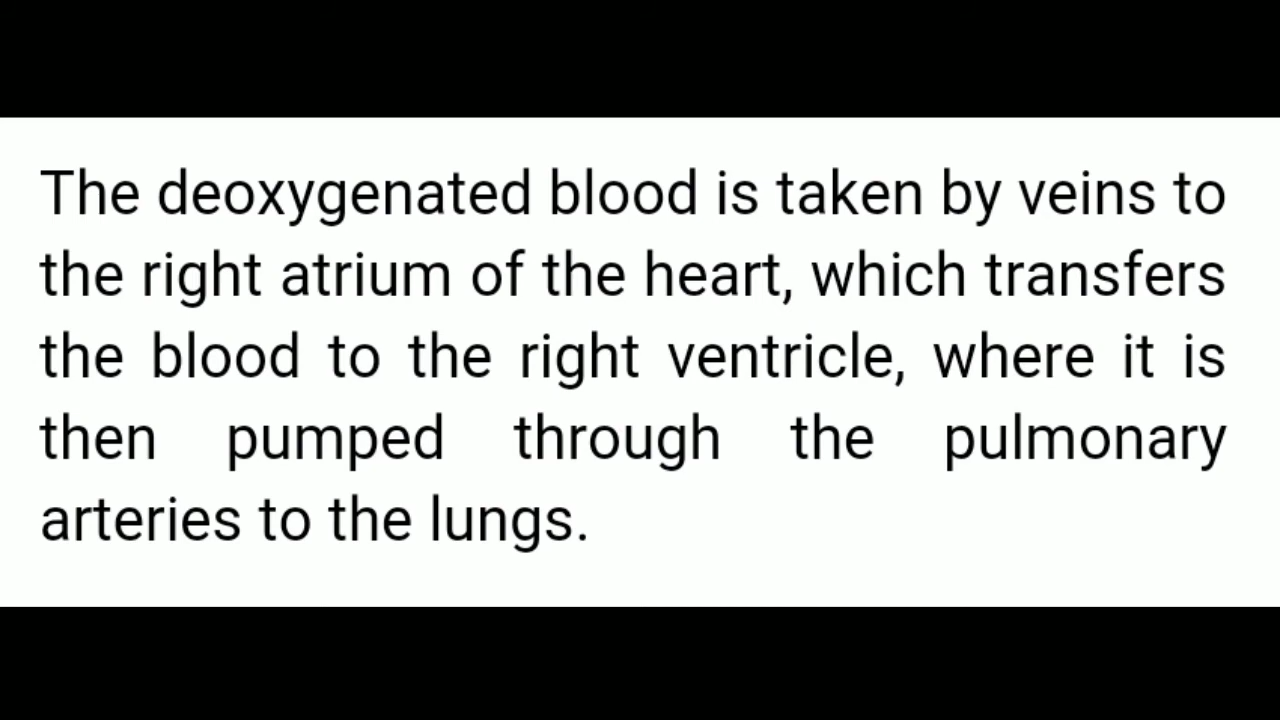 The deoxygenated blood is taken by veins to
the right atrium of the heart, which transfers
the blood to the right ventricle, where it is
then pumped through the pulmonary
arteries to the lungs.